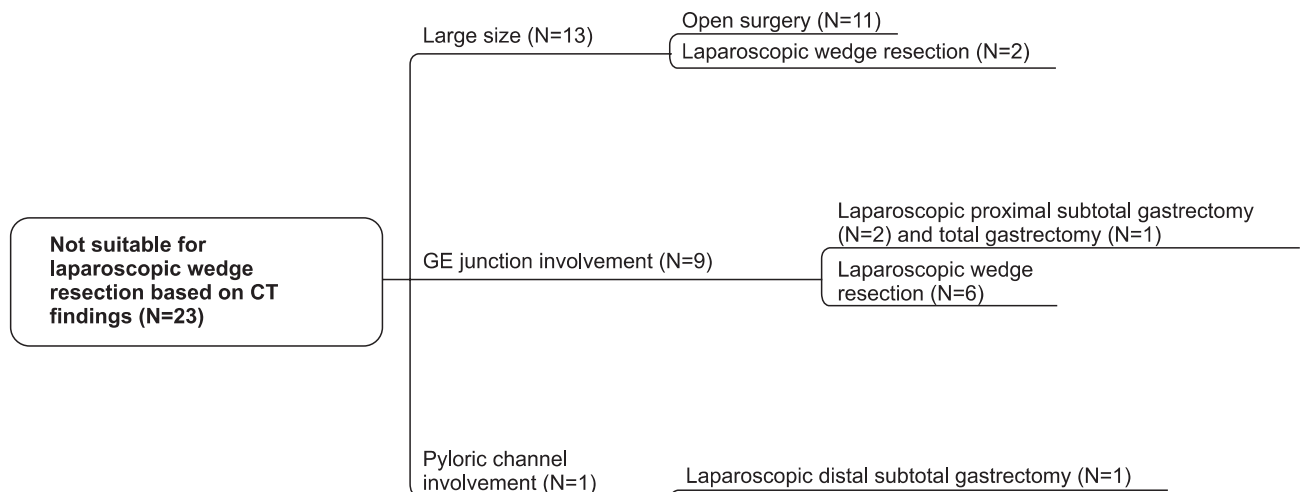 Large size (N=13)
Open surgery (N=11)
Laparoscopic wedge resection (N=2)
Not suitable for
laparoscopic wedge
resection based on CT
findings (N=23)
GE junction involvement (N=9)
Laparoscopic proximal subtotal gastrectomy
(N=2) and total gastrectomy (N=1)
Laparoscopic wedge
resection (N=6)
Pyloric channel
involvement (N=1)
Laparoscopic distal subtotal gastrectomy (N=1)